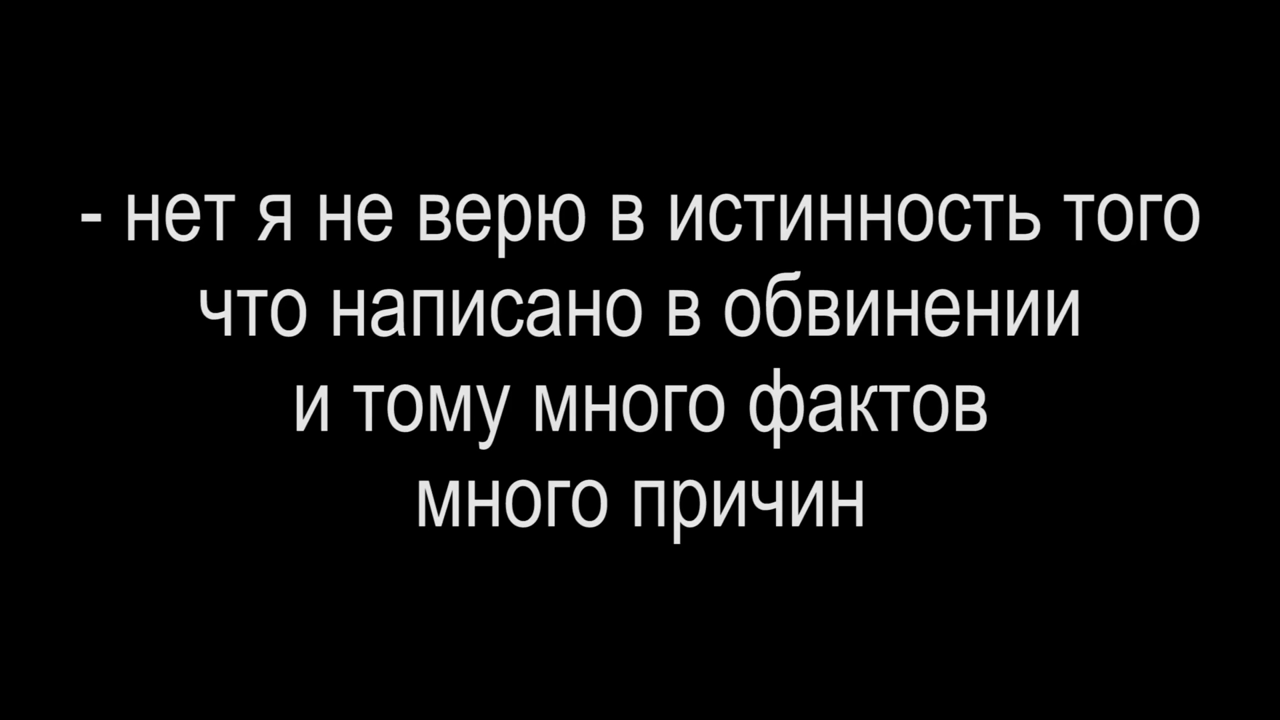 - нет я не верю в истинность того
что написано в обвинении
и тому много фактов
много причин